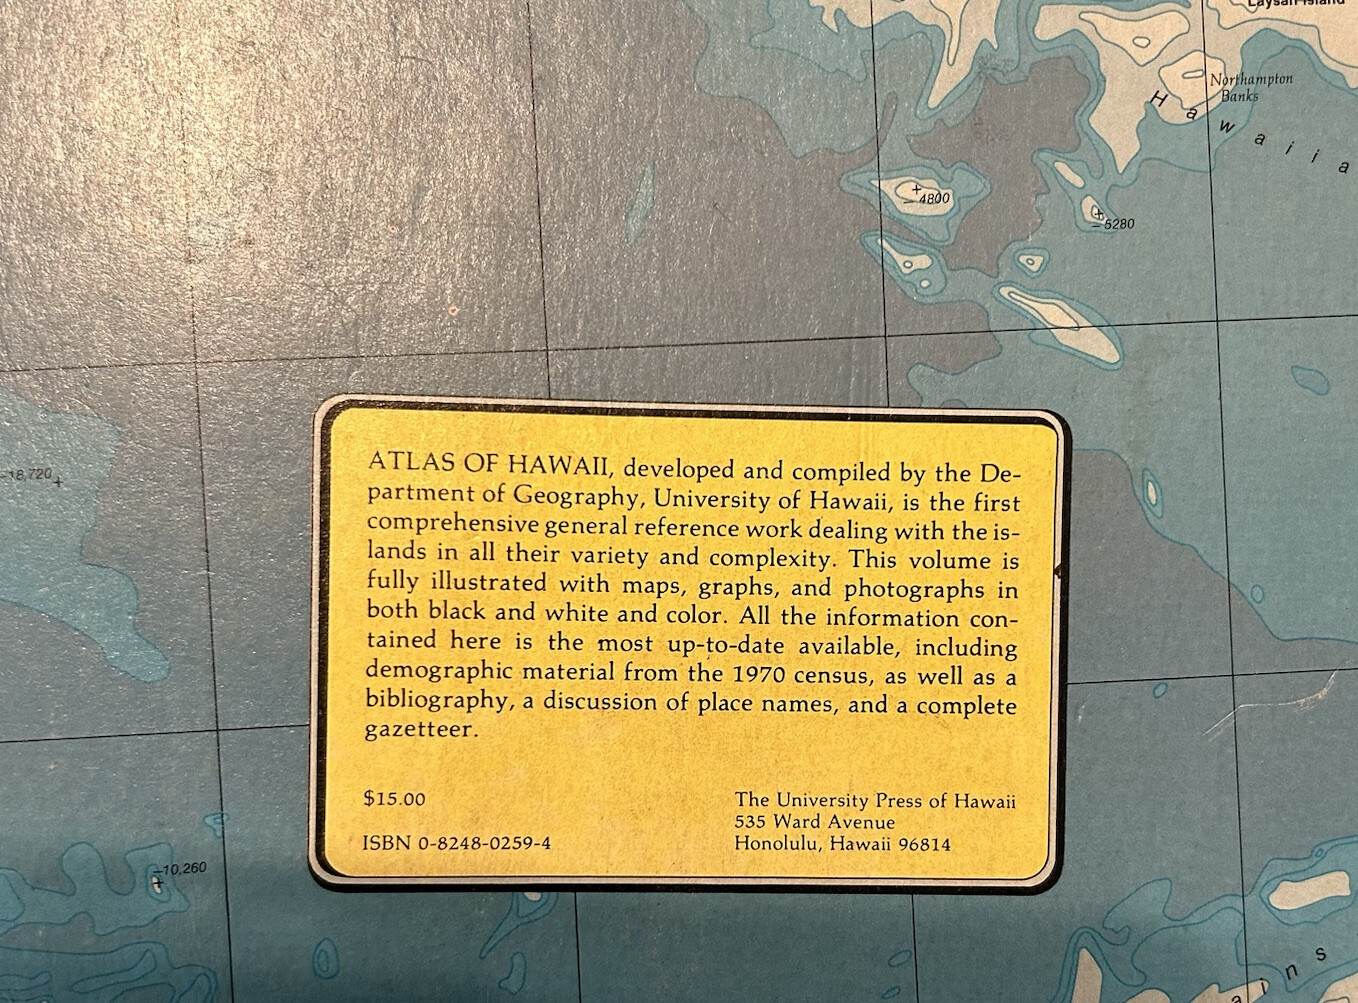 Laysan Island
Northampton
Banks
Hawaiia
-4800
-5280
-18,720
ATLAS OF HAWAII, developed and compiled by the De-
partment of Geography, University of Hawaii, is the first
comprehensive general reference work dealing with the is-
lands in all their variety and complexity. This volume is
fully illustrated with maps, graphs, and photographs in
both black and white and color. All the information con-
tained here is the most up-to-date available, including
demographic material from the 1970 census, as well as a
bibliography, a discussion of place names, and a complete
gazetteer.
$15.00
ISBN 0-8248-0259-4
The University Press of Hawaii
535 Ward Avenue
Honolulu, Hawaii 96814
-10,260
ains